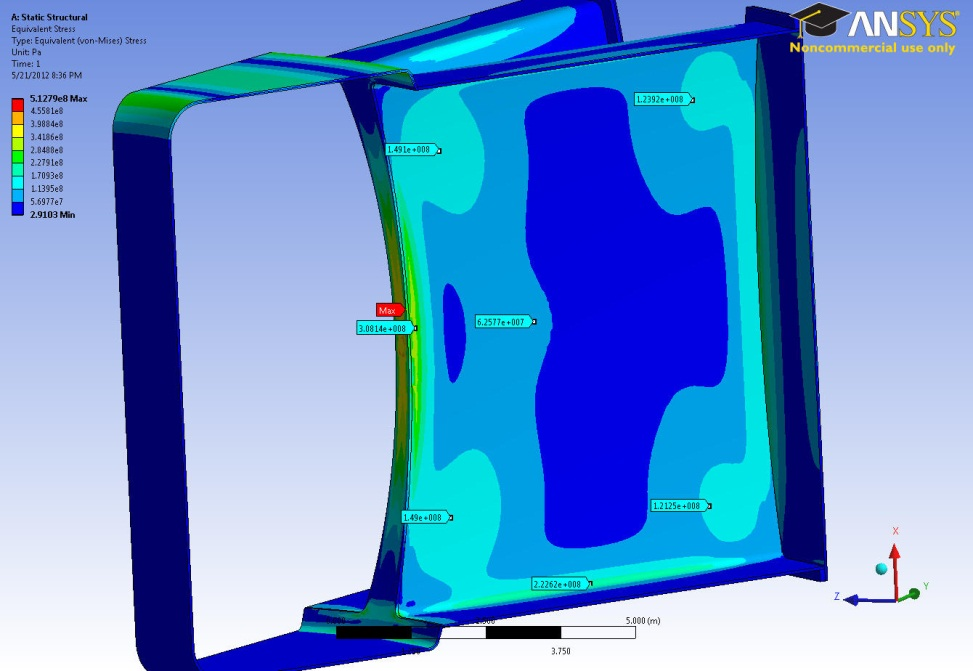 A: Static Structural
Equivalent Stress
Type: Equivalent (von-Mises) Stress
Unit: Pa
Time: 1
5/21/2012 8:36 PM
5.1279e8 Max
4.5581e8
3.9884e8
3.4186e8
2.8488e8
2.2791e8
1.7093e8
1.1395e8
5.6977e7
2.9103 Min
ANSYS
Noncommercial use only
1.2392e+008
1.491e+008
Max
3.0814e+008
6.2577e+007
1.49e+008
1.2125e+008
2.2262e+008
5.000 (m)
3.750
X
Y
Z